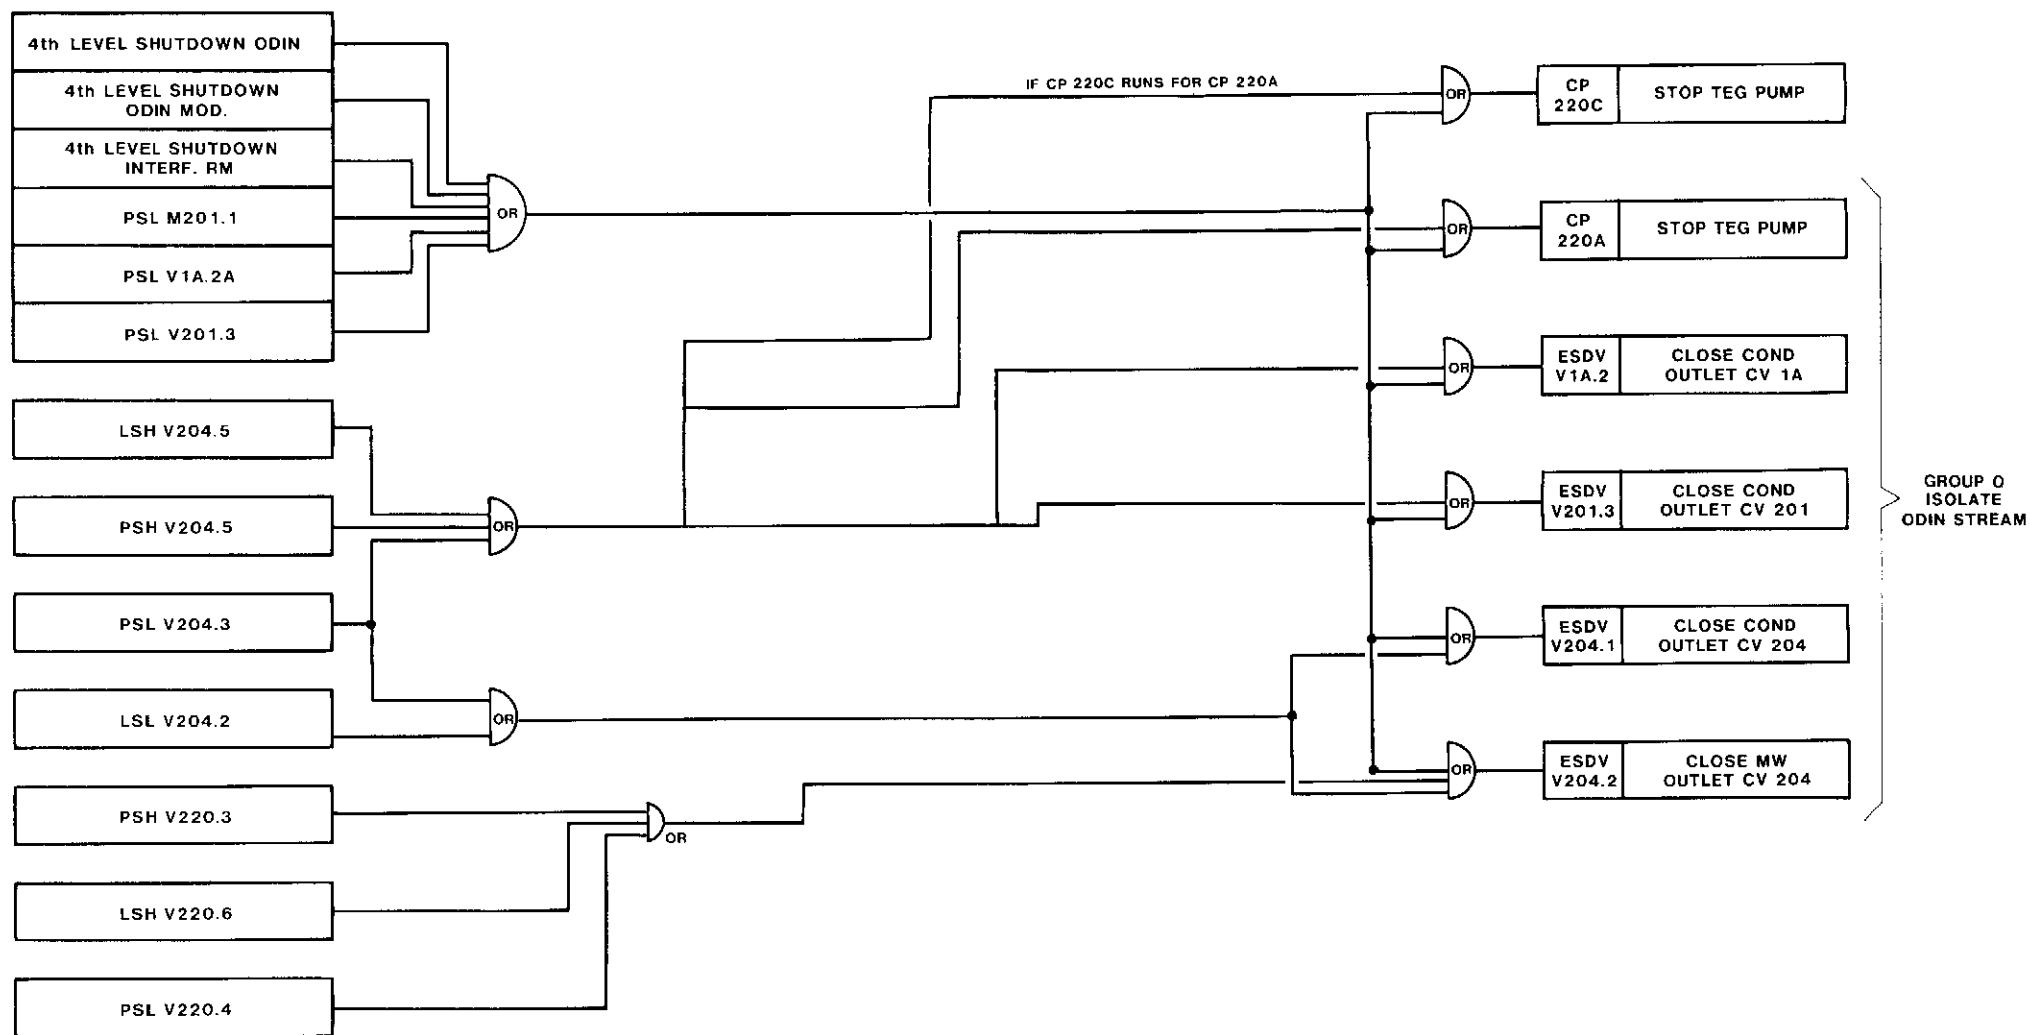 4th LEVEL SHUTDOWN ODIN
4th LEVEL SHUTDOWN
ODIN MOD.
4th LEVEL SHUTDOWN
INTERF. RM
PSL M201.1
PSL V1A.2A
PSL V201.3
LSH V204.5
PSH V204.5
PSL V204.3
LSL V204.2
PSH V220.3
LSH V220.6
PSL V220.4
OR
OR
OR
OR
IF CP 220C RUNS FOR CP 220A
OR
CP
220C
STOP TEG PUMP
OR
CP
220A
STOP TEG PUMP
OR
ESDV
V1A.2
CLOSE COND
OUTLET CV 1A
OR
ESDV
V201.3
CLOSE COND
OUTLET CV 201
OR
ESDV
V204.1
CLOSE COND
OUTLET CV 204
OR
ESDV
V204.2
CLOSE MW
OUTLET CV 204
GROUP O
ISOLATE
ODIN STREAM